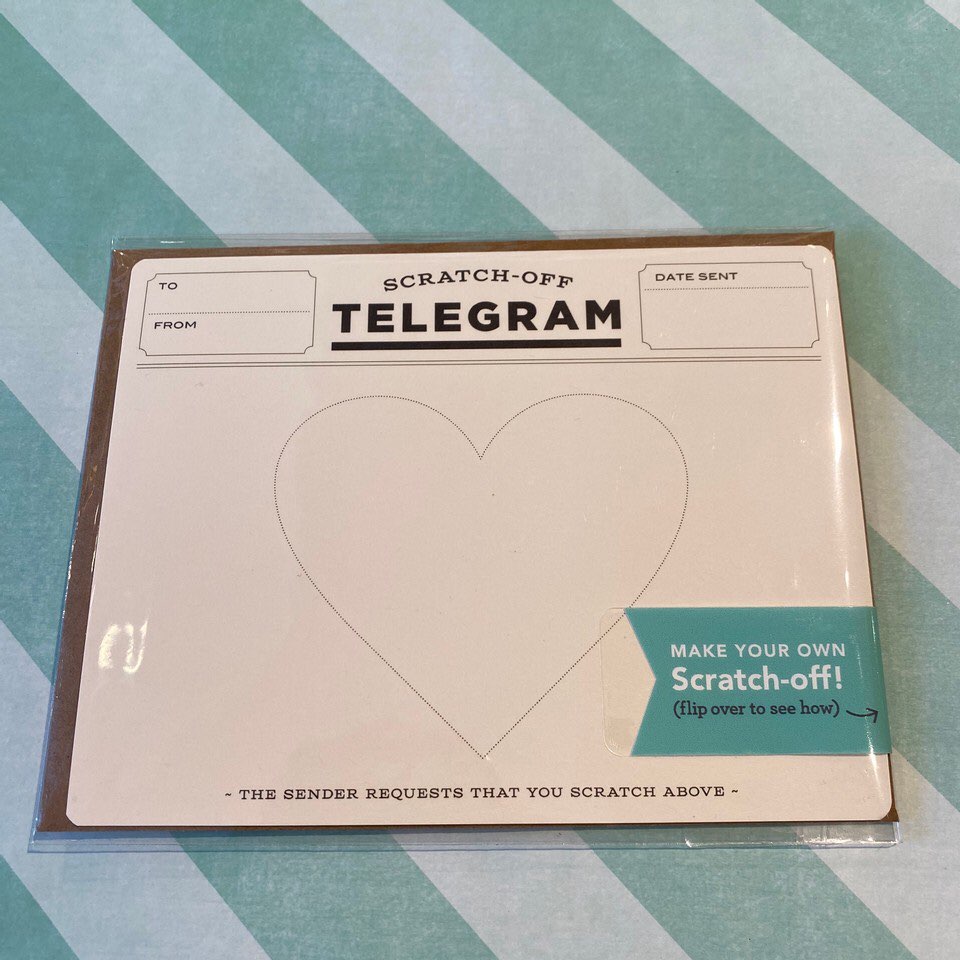 TO
FROM
SCRATCH-OFF
TELEGRAM
DATE SENT
MAKE YOUR OWN
Scratch-off!
(flip over to see how)
~ THE SENDER REQUESTS THAT YOU SCRATCH ABOVE ~